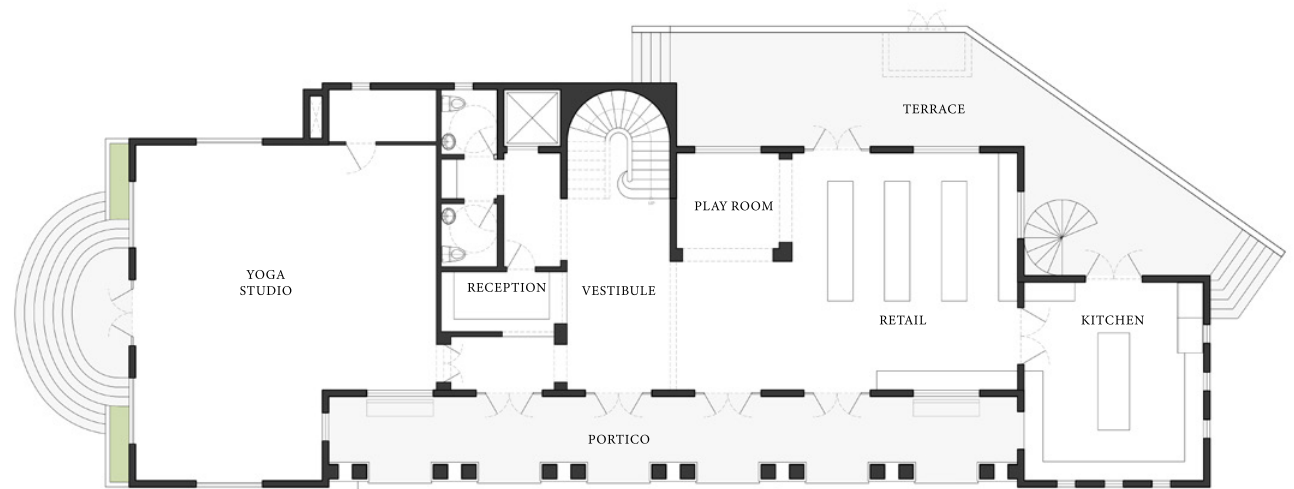 TERRACE
PLAY ROOM
YOGA
STUDIO
RECEPTION
VESTIBULE
RETAIL
KITCHEN
PORTICO